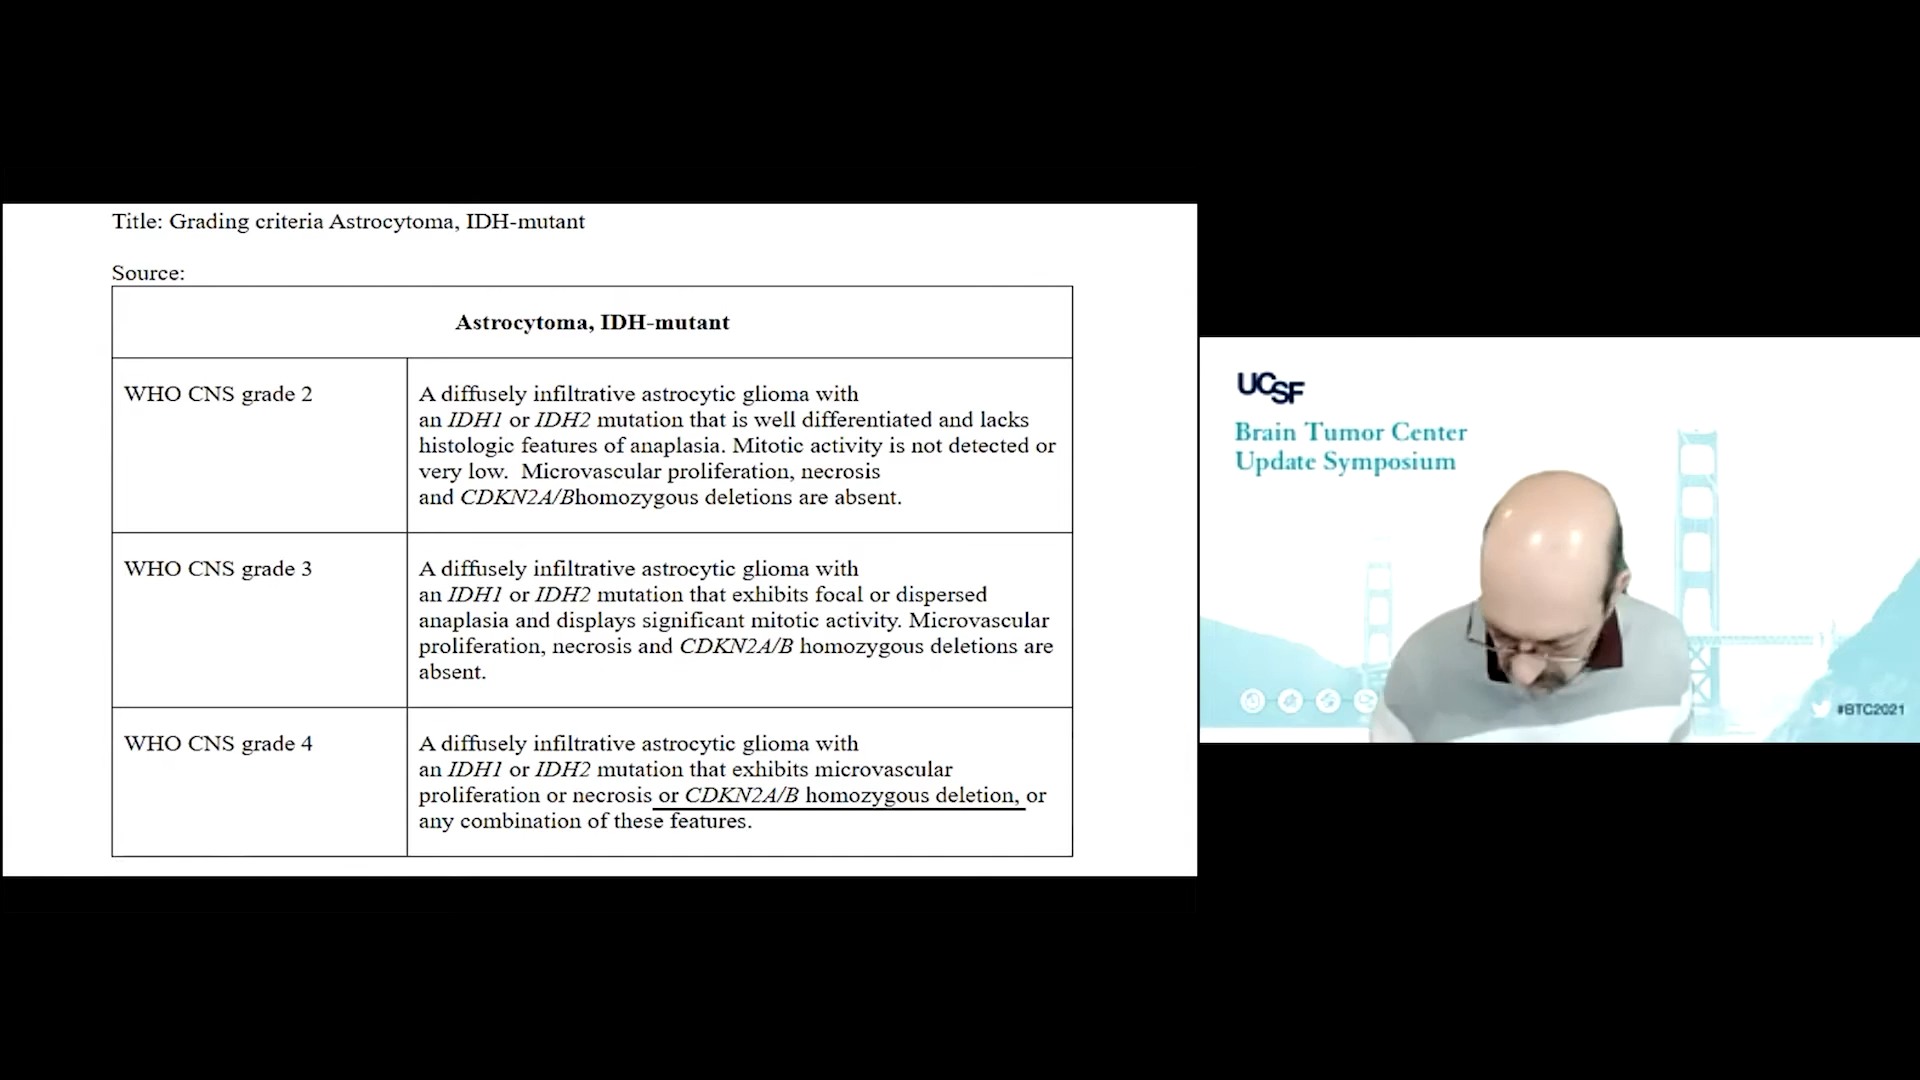 Title: Grading criteria Astrocytoma, IDH-mutant
Source:
Astrocytoma, IDH-mutant
WHO CNS grade 2
A diffusely infiltrative astrocytic glioma with
an IDH1 or IDH2 mutation that is well differentiated and lacks
histologic features of anaplasia. Mitotic activity is not detected or
very low. Microvascular proliferation, necrosis
and CDKN2A/Bhomozygous deletions are absent.
WHO CNS grade 3
A diffusely infiltrative astrocytic glioma with
an IDH1 or IDH2 mutation that exhibits focal or dispersed
anaplasia and displays significant mitotic activity. Microvascular
proliferation, necrosis and CDKN2A/B homozygous deletions are
absent.
WHO CNS grade 4
A diffusely infiltrative astrocytic glioma with
an IDH1 or IDH2 mutation that exhibits microvascular
proliferation or necrosis or CDKN2A/B homozygous deletion, or
any combination of these features.
UCSF
Brain Tumor Center
Update Symposium
#BTC2021